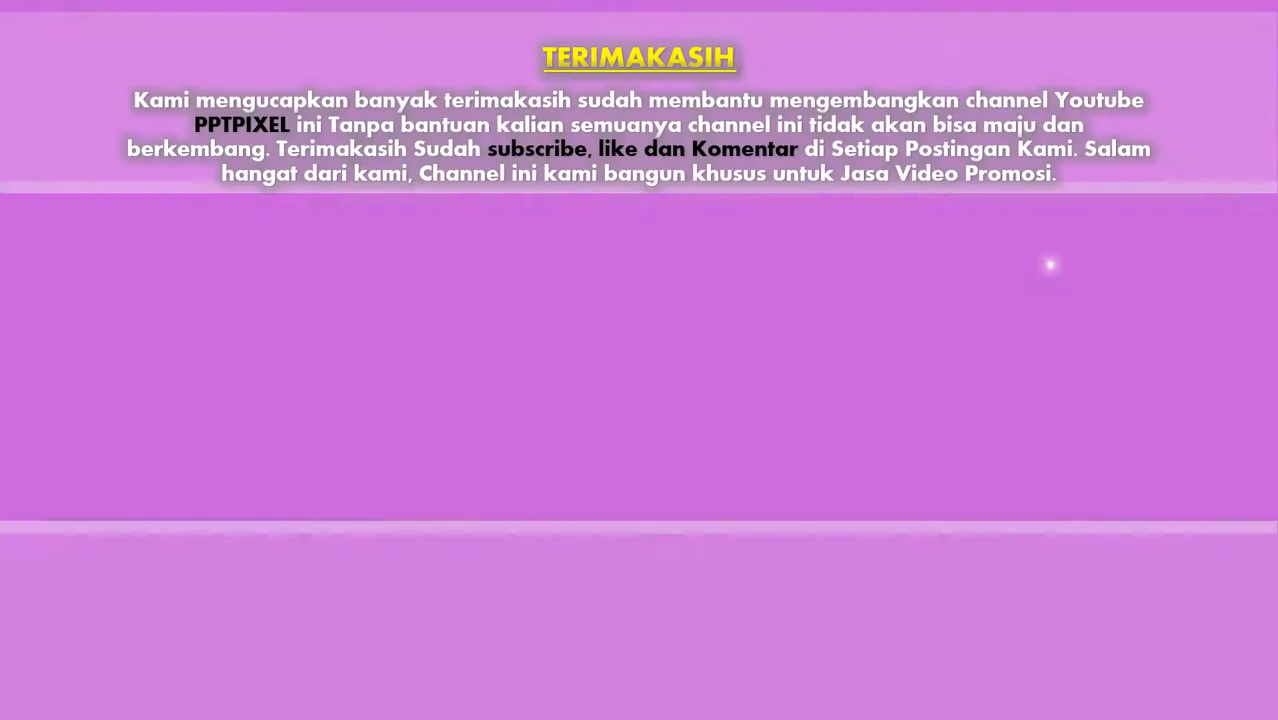 TERIMAKASIH
Kami mengucapkan banyak terimakasih sudah membantu mengembangkan channel Youtube
PPTPIXEL ini Tanpa bantuan kalian semuanya channel ini tidak akan bisa maju dan
berkembang. Terimakasih Sudah subscribe, like dan Komentar di Setiap Postingan Kami. Salam
hangat dari kami, Channel ini kami bangun khusus untuk Jasa Video Promosi.